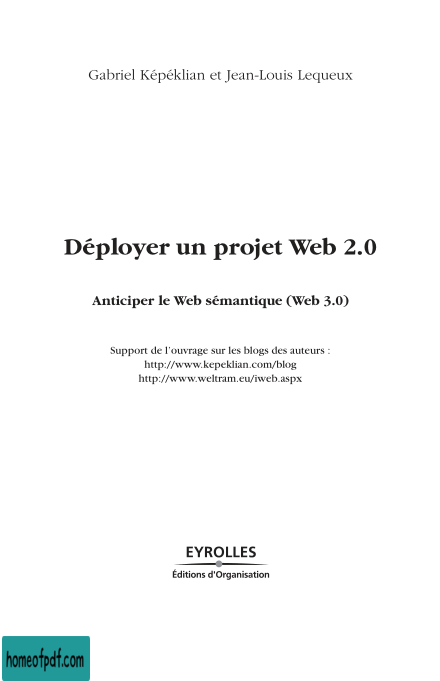 Gabriel Képéklian et Jean-Louis Lequeux
Déployer un projet Web 2.0
Anticiper le Web sémantique (Web 3.0)
Support de l'ouvrage sur les blogs des auteurs :
http://www.kepeklian.com/blog
http://www.weltram.eu/iweb.aspx
EYROLLES
Éditions d'Organisation
homeofpdf.com